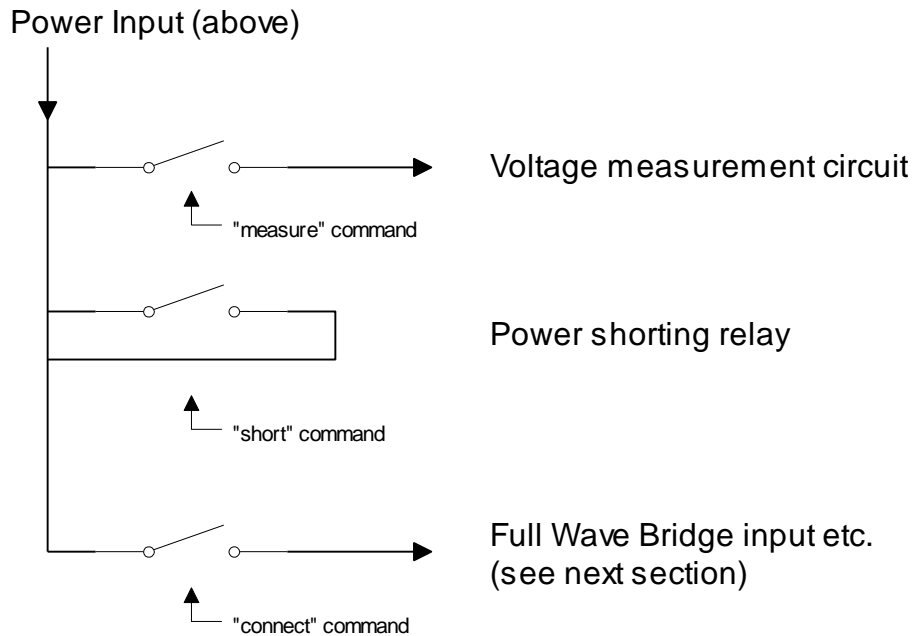 Power Input (above)
Voltage measurement circuit
"measure" command
Power shorting relay
"short" command
Full Wave Bridge input etc.
(see next section)
"connect" command